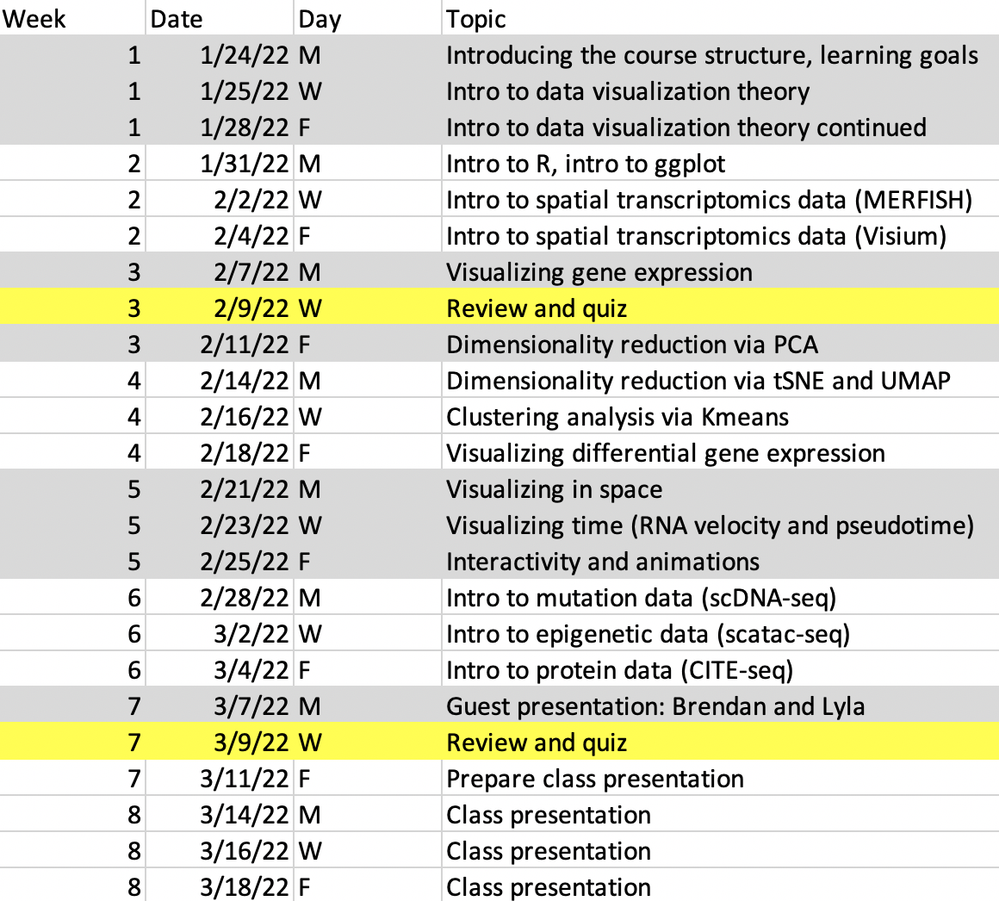 Week Date Day Topic
1 1/24/22 M Introducing the course structure, learning goals
1 1/25/22 W Intro to data visualization theory
1 1/28/22 F Intro to data visualization theory continued
2 1/31/22 M Intro to R, intro to ggplot
2 2/2/22 W Intro to spatial transcriptomics data (MERFISH)
2 2/4/22 F Intro to spatial transcriptomics data (Visium)
3 2/7/22 M Visualizing gene expression
3 2/9/22 W Review and quiz
3 2/11/22 F Dimensionality reduction via PCA
4 2/14/22 M Dimensionality reduction via tSNE and UMAP
4 2/16/22 W Clustering analysis via Kmeans
4 2/18/22 F Visualizing differential gene expression
5 2/21/22 M Visualizing in space
5 2/23/22 W Visualizing time (RNA velocity and pseudotime)
5 2/25/22 F Interactivity and animations
6 2/28/22 M Intro to mutation data (scDNA-seq)
6 3/2/22 W Intro to epigenetic data (scatac-seq)
6 3/4/22 F Intro to protein data (CITE-seq)
7 3/7/22 M Guest presentation: Brendan and Lyla
7 3/9/22 W Review and quiz
7 3/11/22 F Prepare class presentation
8 3/14/22 M Class presentation
8 3/16/22 W Class presentation
8 3/18/22 F Class presentation